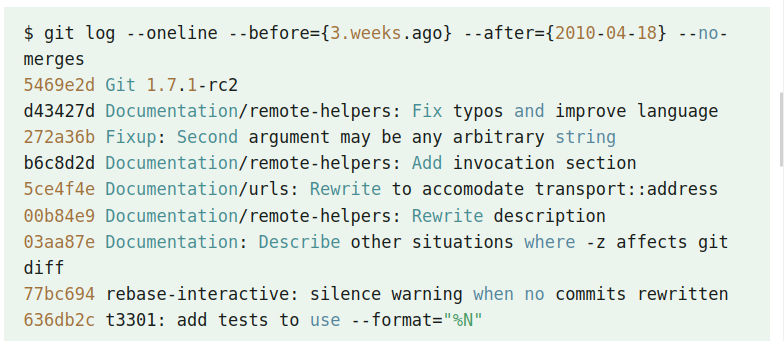 $ git log --oneline --before={3.weeks.ago} --after={2010-04-18} --no-
merges
5469e2d Git 1.7.1-rc2
d43427d Documentation/remote-helpers: Fix typos and improve language
272a36b Fixup: Second argument may be any arbitrary string
b6c8d2d Documentation/remote-helpers: Add invocation section
5ce4f4e Documentation/urls: Rewrite to accomodate transport::address
00b84e9 Documentation/remote-helpers: Rewrite description
03aa87e Documentation: Describe other situations where -z affects git
diff
77bc694 rebase-interactive: silence warning when no commits rewritten
636db2c t3301: add tests to use --format="%N"